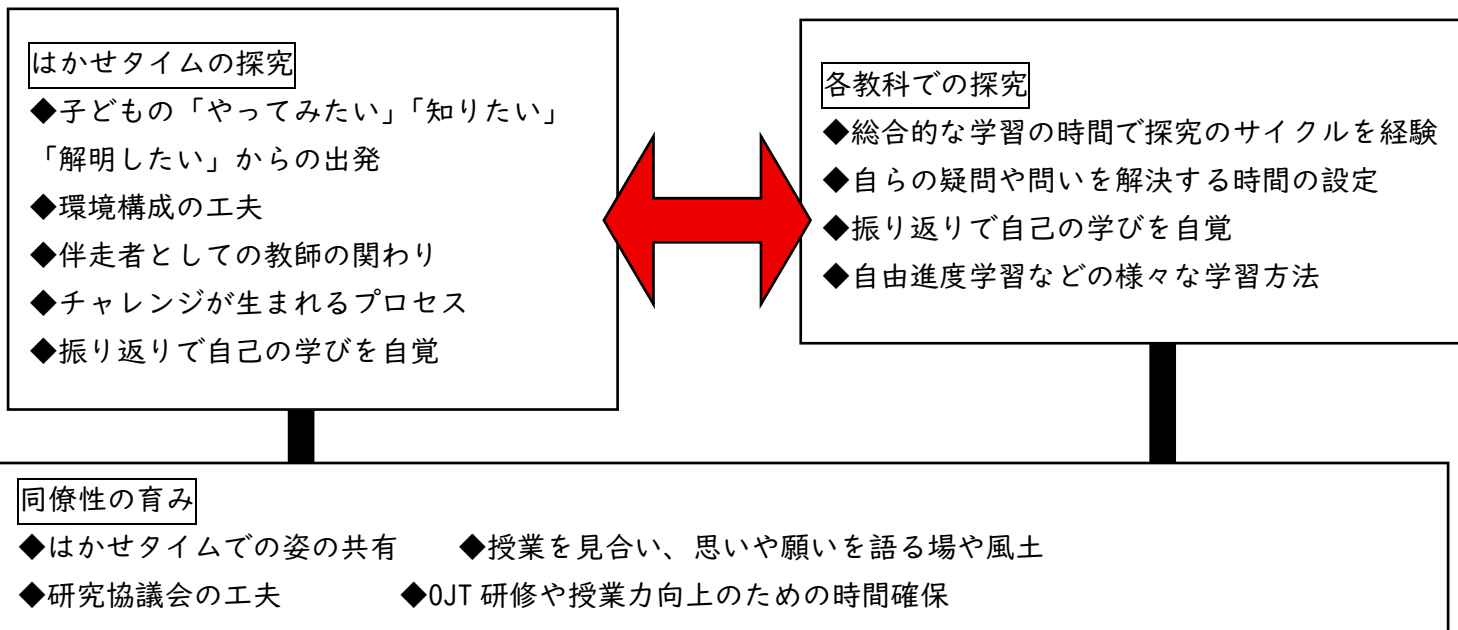 はかせタイムの探究
◆子どもの「やってみたい」「知りたい」
「解明したい」からの出発
◆環境構成の工夫
◆伴走者としての教師の関わり
◆チャレンジが生まれるプロセス
◆振り返りで自己の学びを自覚
各教科での探究
◆総合的な学習の時間で探究のサイクルを経験
◆自らの疑問や問いを解決する時間の設定
◆振り返りで自己の学びを自覚
◆自由進度学習などの様々な学習方法
同僚性の育み
◆はかせタイムでの姿の共有　　◆授業を見合い、思いや願いを語る場や風土
◆研究協議会の工夫　　　　◆OJT 研修や授業力向上のための時間確保